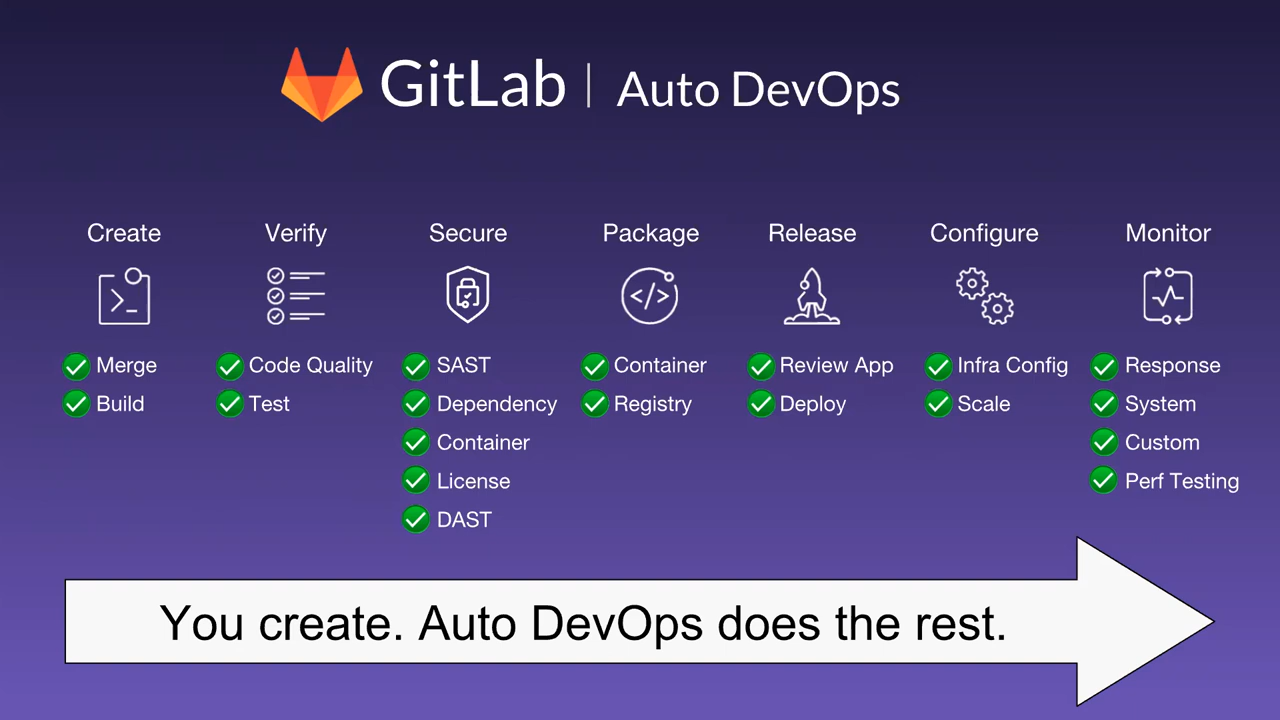 GitLab | Auto DevOps
Create
Merge
Build
Verify
Code Quality
Test
Secure
SAST
Dependency
Container
License
DAST
Package
Container
Registry
Release
Review App
Deploy
Configure
Infra Config
Scale
Monitor
Response
System
Custom
Perf Testing
You create. Auto DevOps does the rest.